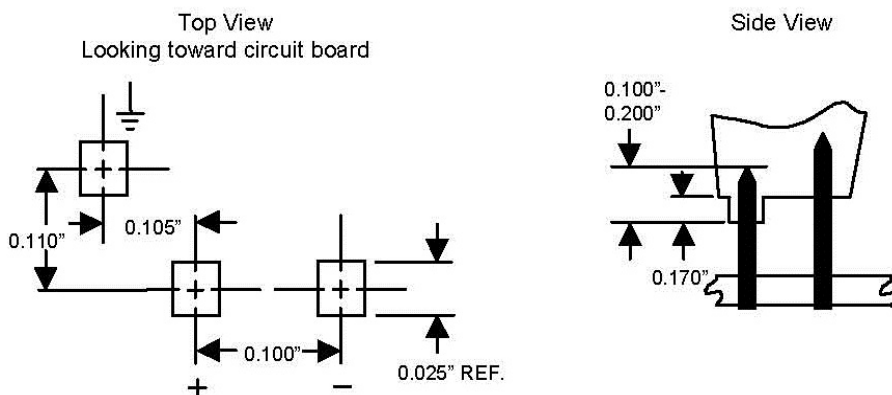 Top View
Looking toward circuit board
0.110”
0.105”
0.100”
+
−
0.025” REF.
Side View
0.100”-
0.200”
0.170”